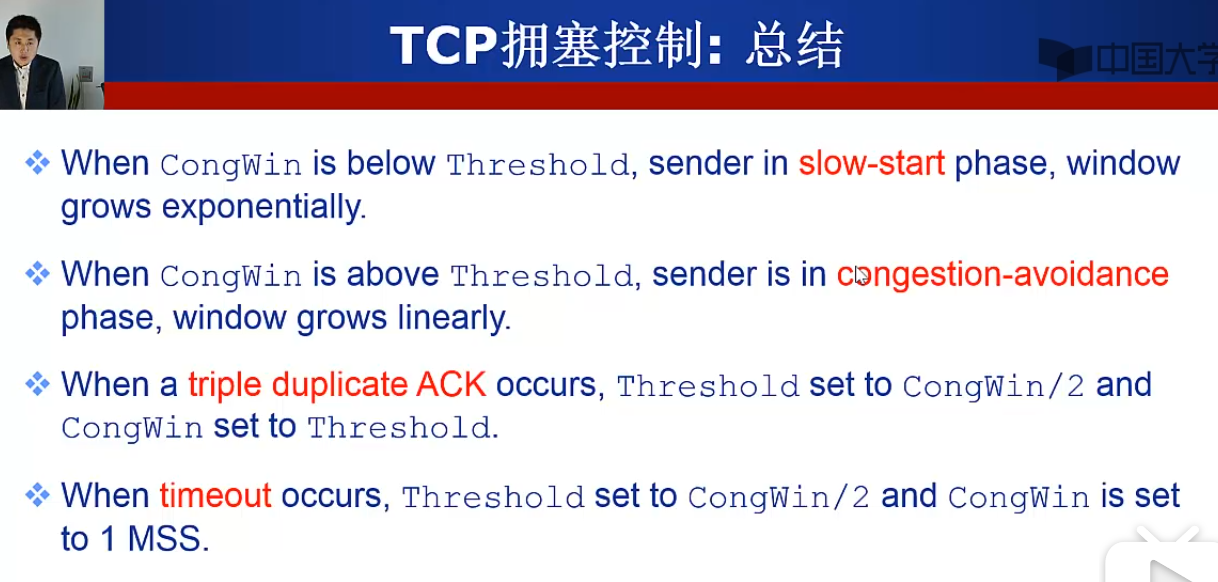 TCP拥塞控制: 总结
中国大学
When CongWin is below Threshold, sender in slow-start phase, window
grows exponentially.
When CongWin is above Threshold, sender is in congestion-avoidance
phase, window grows linearly.
When a triple duplicate ACK occurs, Threshold set to CongWin/2 and
CongWin set to Threshold.
When timeout occurs, Threshold set to CongWin/2 and CongWin is set
to 1 MSS.